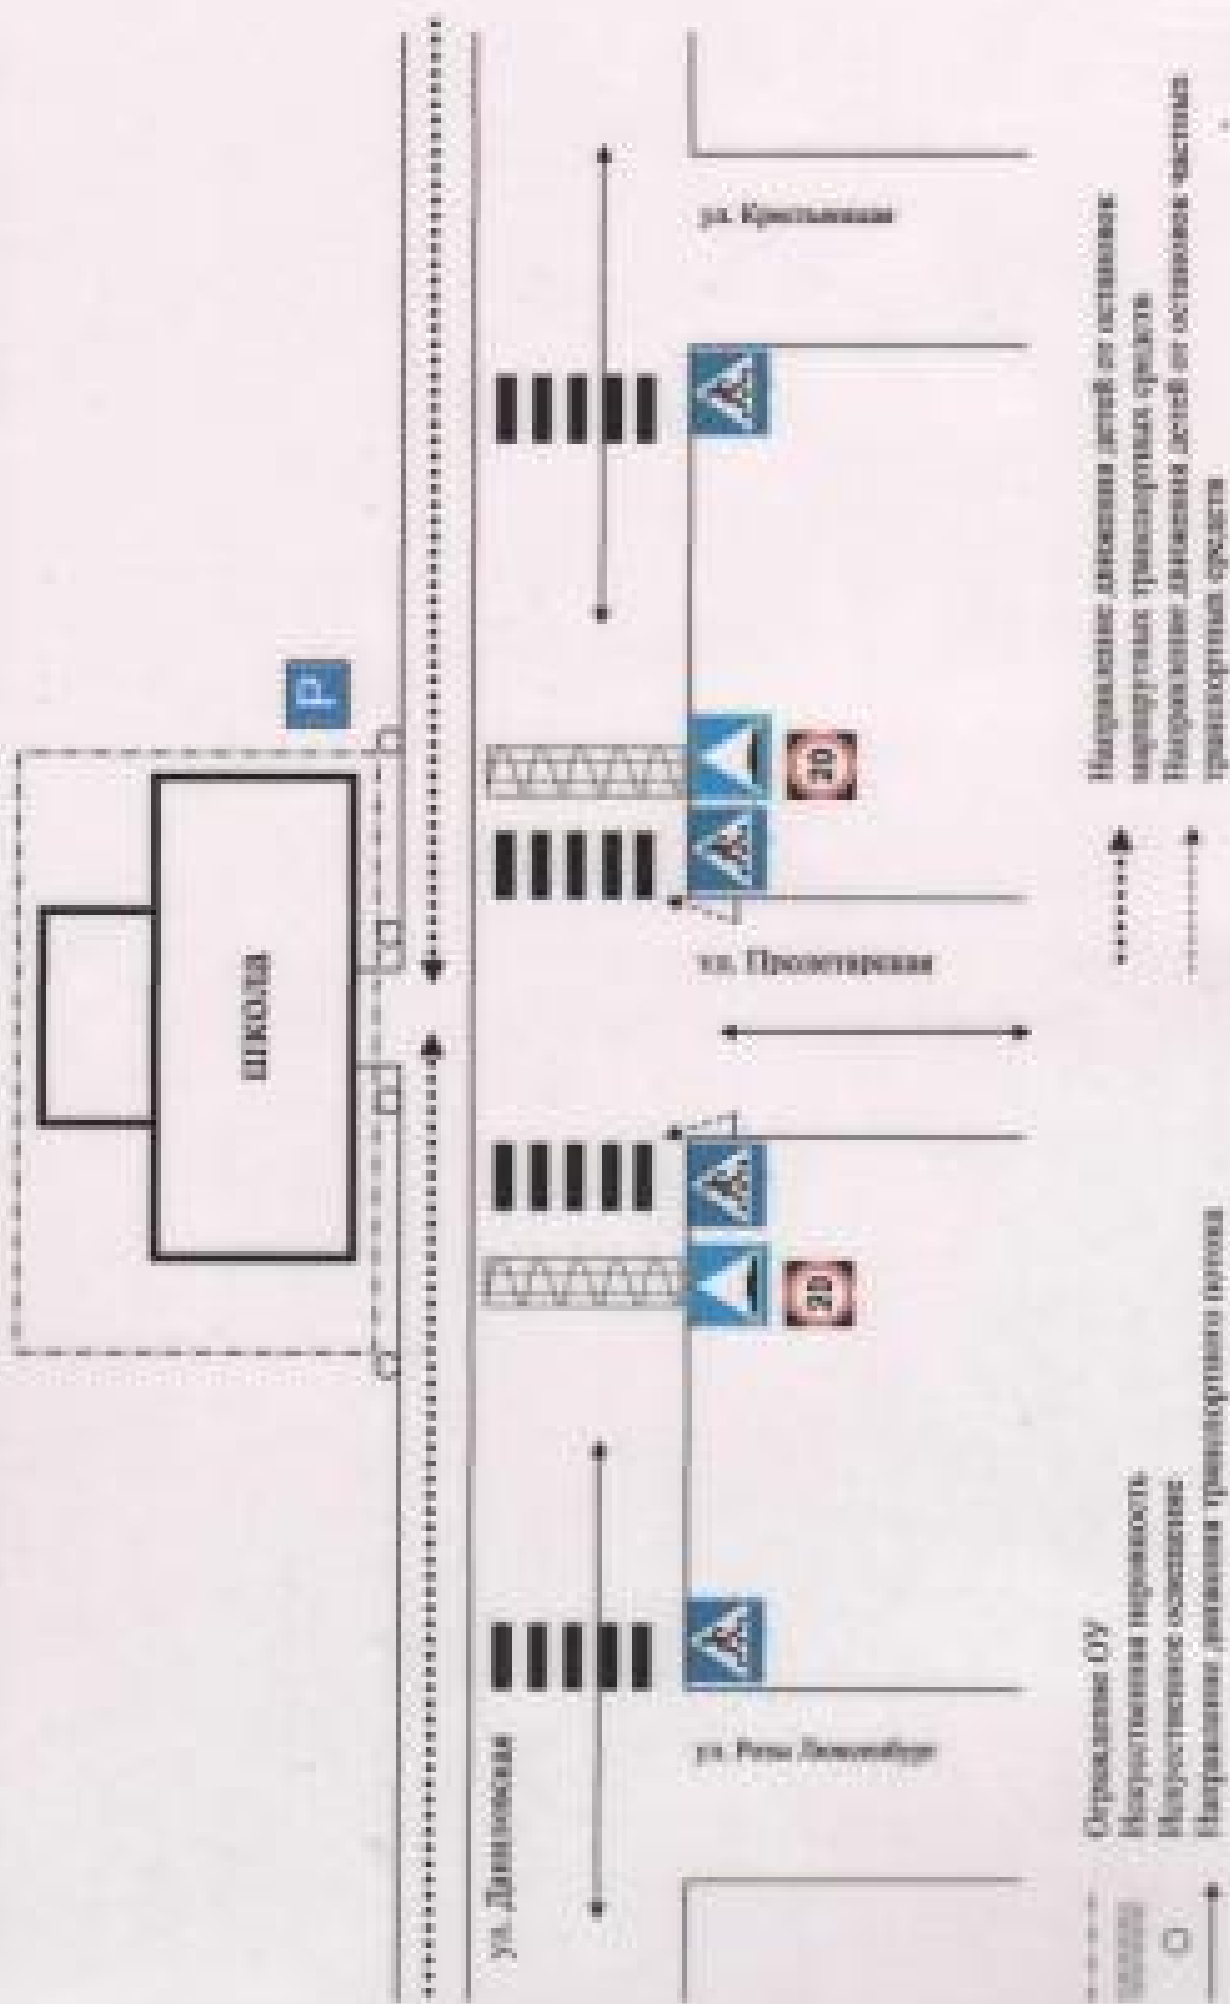 P
школа
ул. Даниловская
ул. Розы Люксембург
ул. Пролетарская
ул. Крестьянская
20
20
Ограждение ОУ
Искусственная неровность
Искусственное освещение
Направление движения транспортного потока
Направление движения детей от остановок
маршрутных транспортных средств
Направление движения детей от остановок частных
транспортных средств